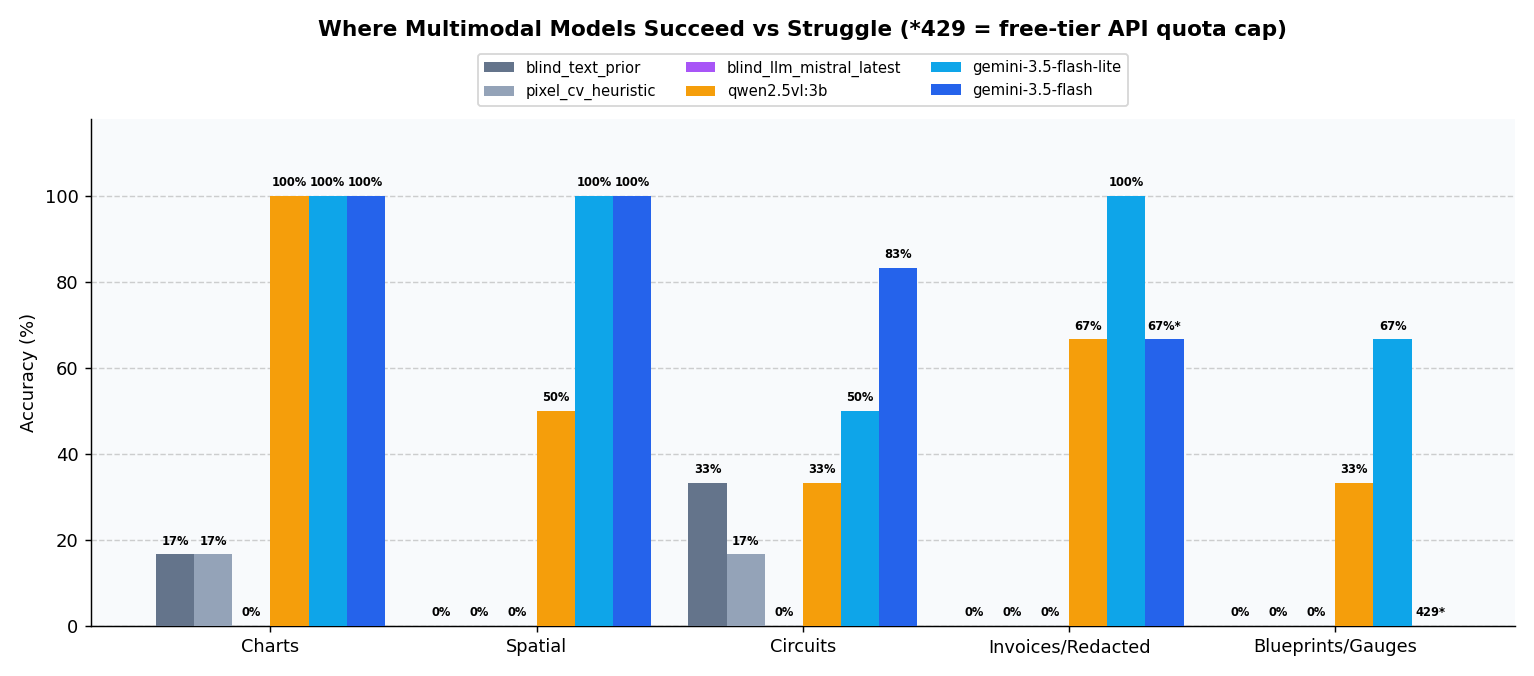 Where Multimodal Models Succeed vs Struggle (*429 = free-tier API quota cap)
blind_text_prior
pixel_cv_heuristic
blind_llm_mistral_latest
qwen2.5vl:3b
gemini-3.5-flash-lite
gemini-3.5-flash
Accuracy (%)
100
80
60
40
20
0
17% 17% 0% 100% 100% 100%
0% 0% 0% 50% 100% 100%
33% 17% 0% 33% 50% 83%
0% 0% 0% 67% 100% 67%*
0% 0% 0% 33% 67% 429*
Charts Spatial Circuits Invoices/Redacted Blueprints/Gauges